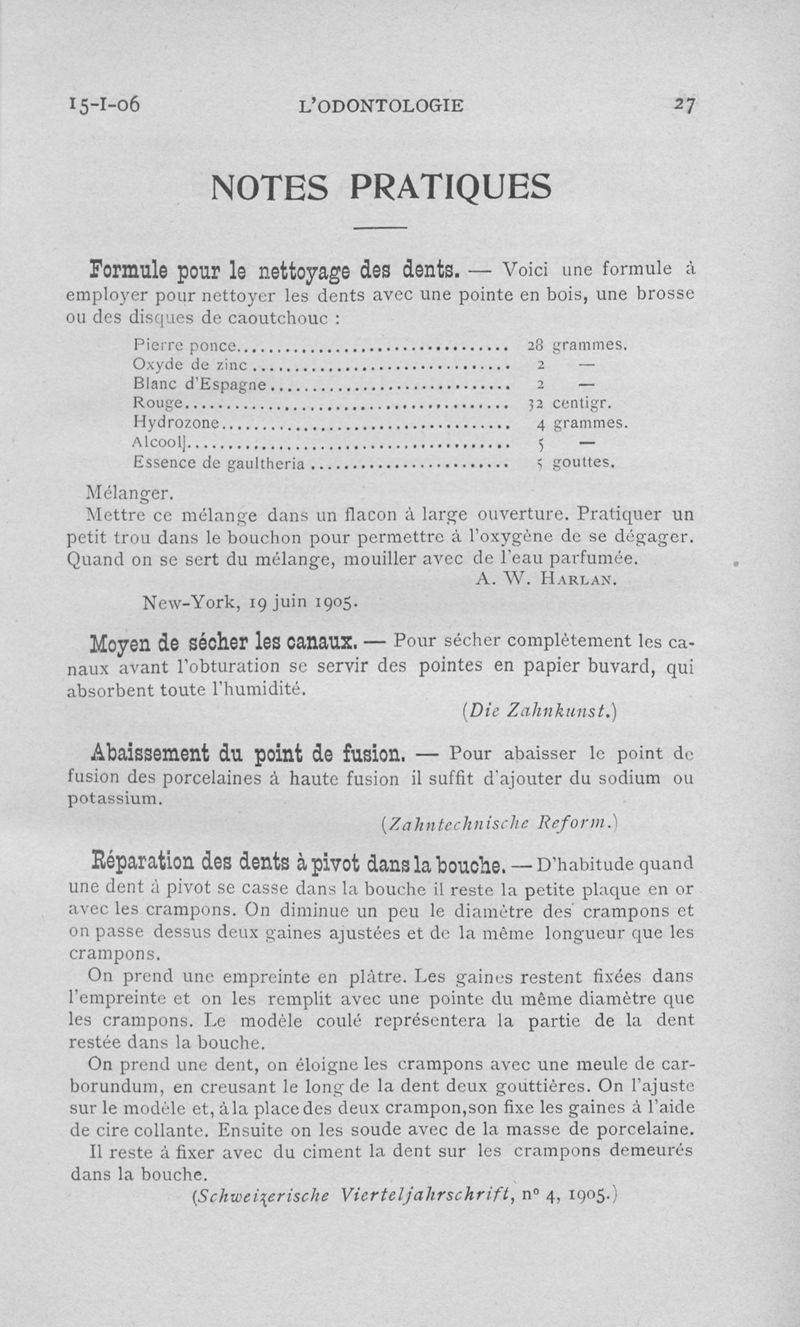 15-I-06 L'ODONTOLOGIE 27
NOTES PRATIQUES
Formule pour le nettoyage des dents. — Voici une formule à
employer pour nettoyer les dents avec une pointe en bois, une brosse
ou des disques de caoutchouc :
Pierre ponce.................................. 28 grammes.
Oxyde de zinc ................................ 2 —
Blanc d'Espagne .............................. 2 —
Rouge......................................... 32 centigr.
Hydrozone..................................... 4 grammes.
Alcool]....................................... 5 —
Essence de gaultheria ........................ 5 gouttes.
Mélanger.
Mettre ce mélange dans un flacon à large ouverture. Pratiquer un
petit trou dans le bouchon pour permettre à l'oxygène de se dégager.
Quand on se sert du mélange, mouiller avec de l'eau parfumée.
A. W. HARLAN.
New-York, 19 juin 1905.
Moyen de sécher les canaux. — Pour sécher complètement les ca-
naux avant l'obturation se servir des pointes en papier buvard, qui
absorbent toute l'humidité.
(Die Zahnkunst.)
Abaissement du point de fusion. — Pour abaisser le point de
fusion des porcelaines à haute fusion il suffit d'ajouter du sodium ou
potassium.
(Zahntechnische Reform.)
Réparation des dents à pivot dans la bouche. — D'habitude quand
une dent à pivot se casse dans la bouche il reste la petite plaque en or
avec les crampons. On diminue un peu le diamètre des crampons et
on passe dessus deux gaines ajustées et de la même longueur que les
crampons.
On prend une empreinte en plâtre. Les gaines restent fixées dans
l'empreinte et on les remplit avec une pointe du même diamètre que
les crampons. Le modèle coulé représentera la partie de la dent
restée dans la bouche.
On prend une dent, on éloigne les crampons avec une meule de car-
borundum, en creusant le long de la dent deux gouttières. On l'ajuste
sur le modèle et, à la place des deux crampon,son fixe les gaines à l'aide
de cire collante. Ensuite on les soude avec de la masse de porcelaine.
Il reste à fixer avec du ciment la dent sur les crampons demeurés
dans la bouche.
(Schweizerische Vierteljahrschrift, n° 4, 1905.)